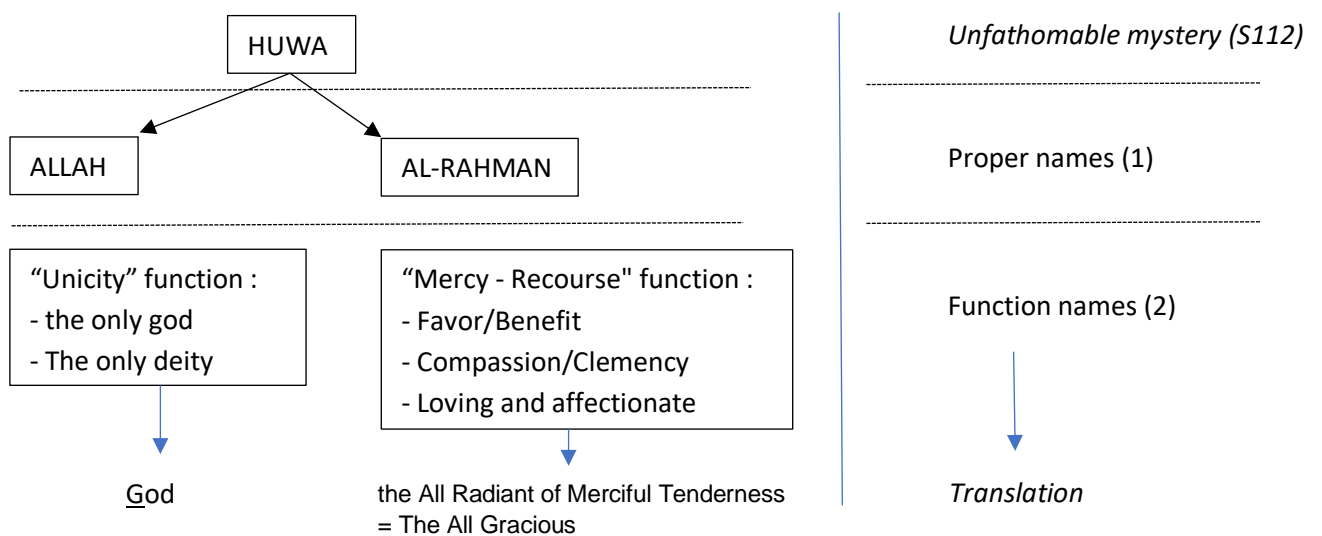 HUWA
Unfathomable mystery (S112)
ALLAH
AL-RAHMAN
Proper names (1)
“Unicity” function :
- the only god
- The only deity
“Mercy - Recourse" function :
- Favor/Benefit
- Compassion/Clemency
- Loving and affectionate
Function names (2)
God
the All Radiant of Merciful Tenderness
= The All Gracious
Translation